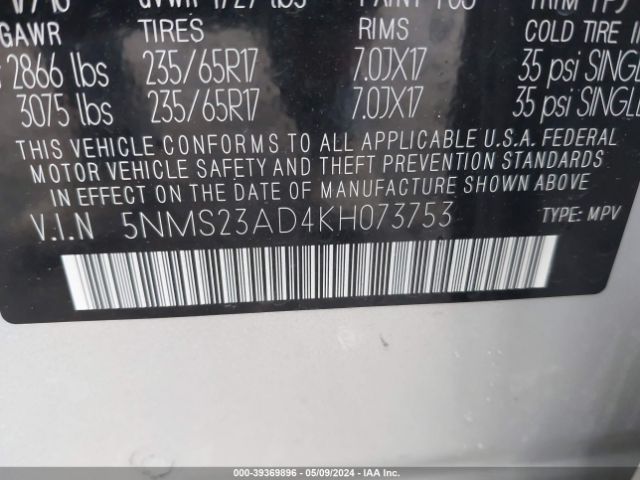 GAWR TIRES RIMS COLD TIRE
2866 lbs 235/65R17 7.0JX17 35 psi SINGL
3075 lbs 235/65R17 7.0JX17 35 psi SINGL
THIS VEHICLE CONFORMS TO ALL APPLICABLE U.S.A. FEDERAL
MOTOR VEHICLE SAFETY AND THEFT PREVENTION STANDARDS
IN EFFECT ON THE DATE OF MANUFACTURE SHOWN ABOVE.
V.I.N 5NMS23AD4KH073753 TYPE: MPV
000-39369896 - 05/09/2024 - IAA Inc.